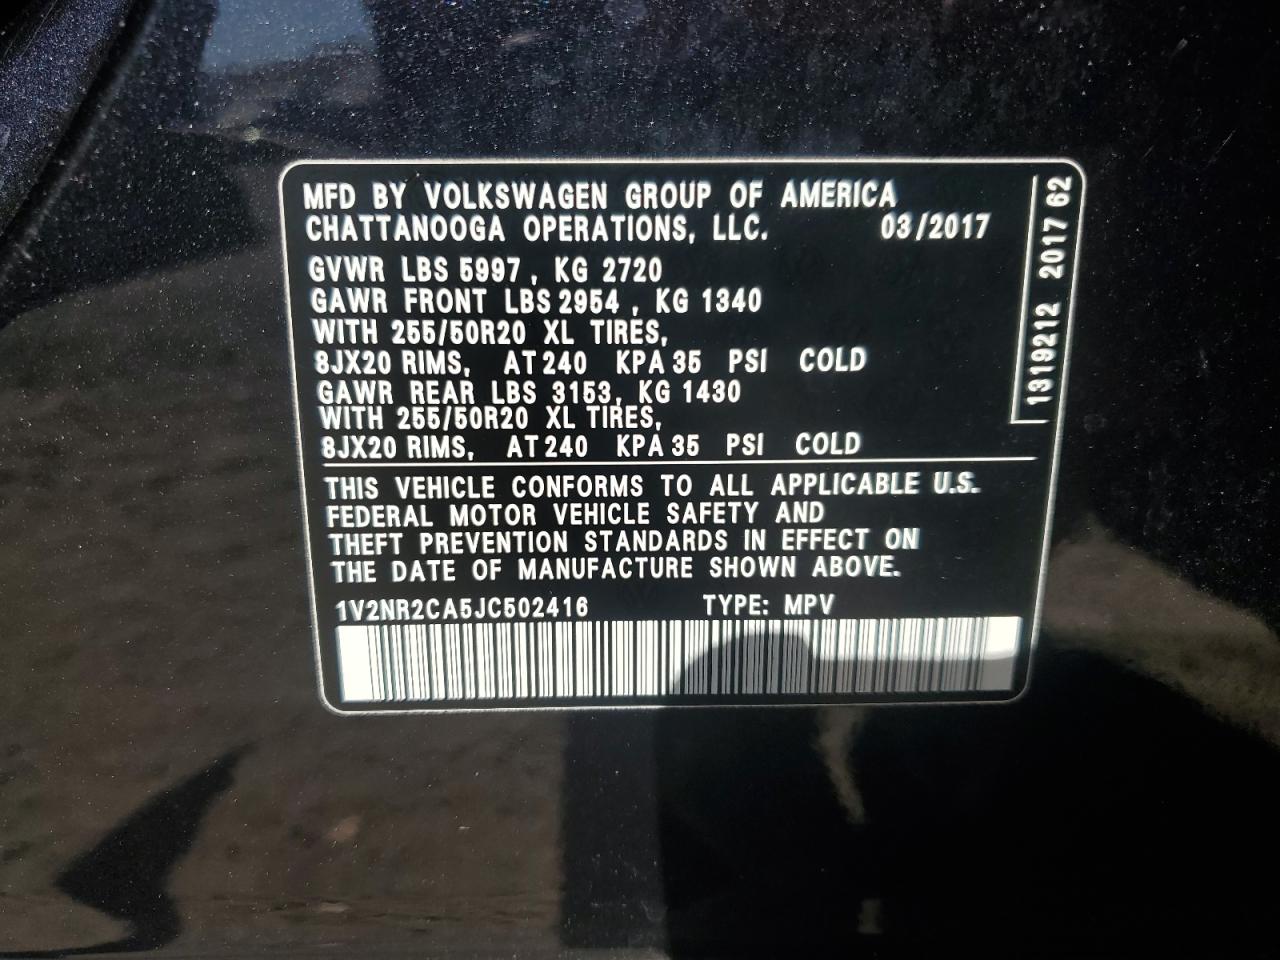 MFD BY VOLKSWAGEN GROUP OF AMERICA
CHATTANOOGA OPERATIONS, LLC. 03/2017
GVWR LBS 5997, KG 2720
GAWR FRONT LBS 2954, KG 1340
WITH 255/50R20 XL TIRES,
8JX20 RIMS, AT 240 KPA 35 PSI COLD
GAWR REAR LBS 3153, KG 1430
WITH 255/50R20 XL TIRES,
8JX20 RIMS, AT 240 KPA 35 PSI COLD
THIS VEHICLE CONFORMS TO ALL APPLICABLE U.S.
FEDERAL MOTOR VEHICLE SAFETY AND
THEFT PREVENTION STANDARDS IN EFFECT ON
THE DATE OF MANUFACTURE SHOWN ABOVE.
1V2NR2CA5JC502416 TYPE: MPV
1319212 2017 62